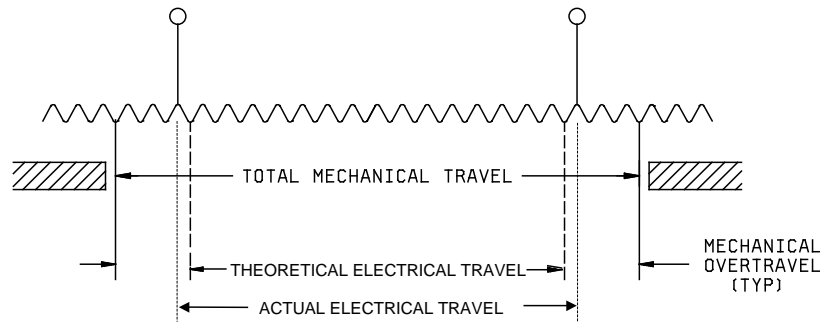 TOTAL MECHANICAL TRAVEL
MECHANICAL
OVERTRAVEL
(TYP)
THEORETICAL ELECTRICAL TRAVEL
ACTUAL ELECTRICAL TRAVEL